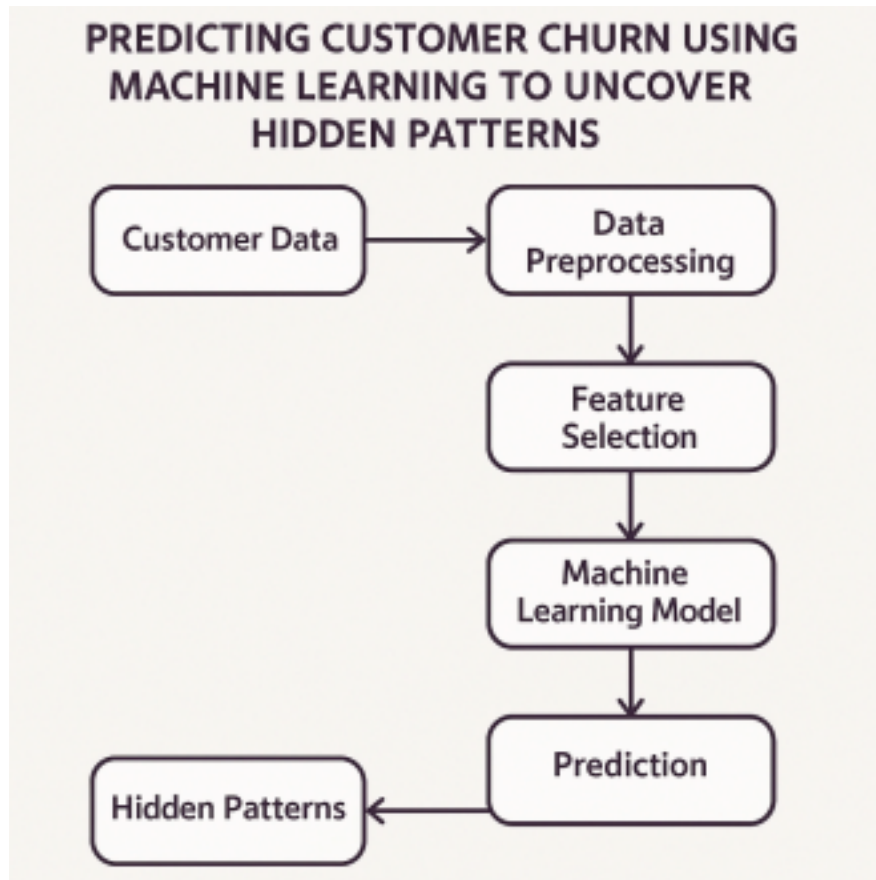 PREDICTING CUSTOMER CHURN USING
MACHINE LEARNING TO UNCOVER
HIDDEN PATTERNS
Customer Data
Data
Preprocessing
Feature
Selection
Machine
Learning Model
Prediction
Hidden Patterns